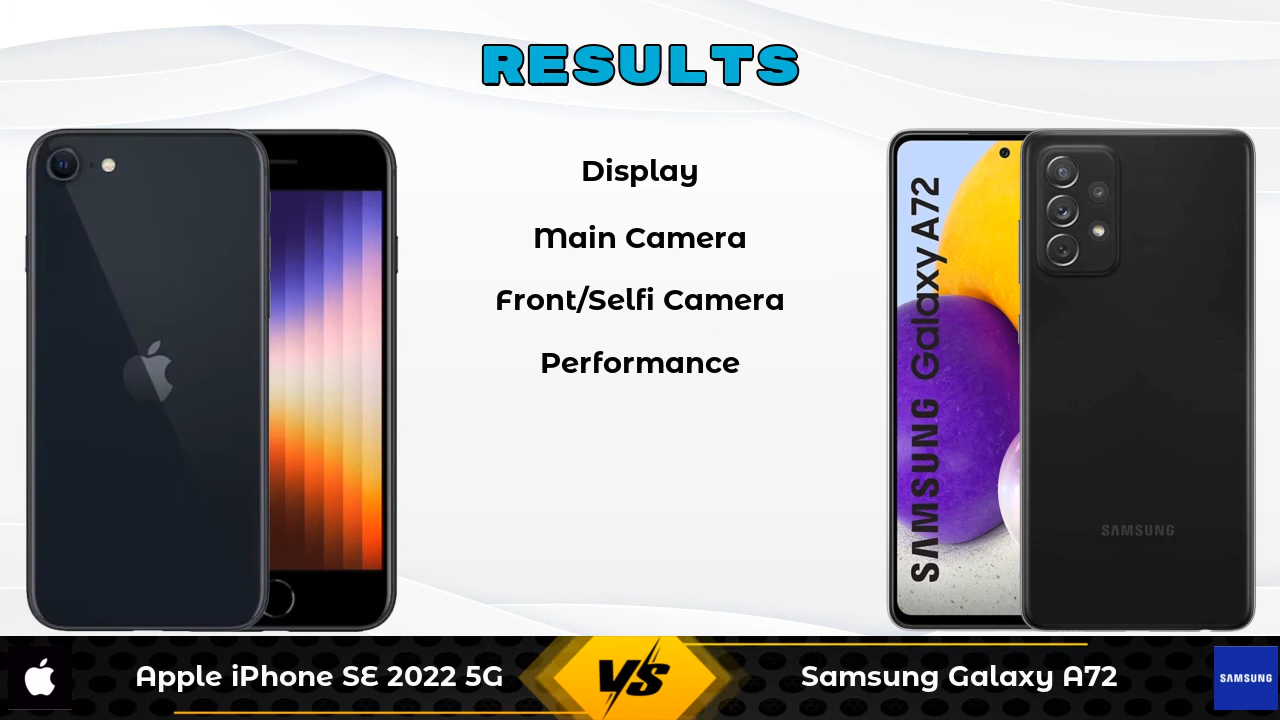 RESULTS
Display
Main Camera
Front/Selfi Camera
Performance
SAMSUNG Galaxy A72
SAMSUNG
Apple iPhone SE 2022 5G
VS
Samsung Galaxy A72
SAMSUNG